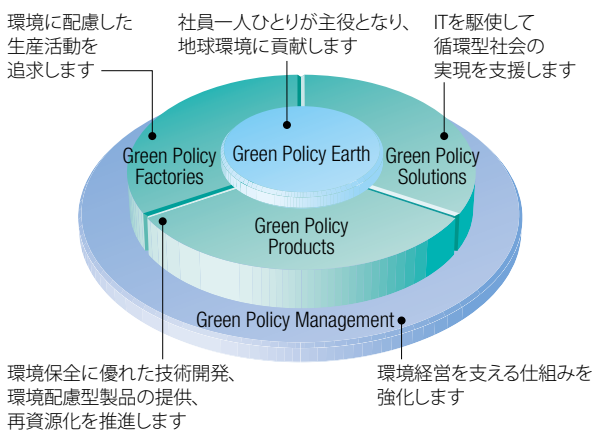 環境に配慮した
生産活動を
追求します
社員一人ひとりが主役となり、
地球環境に貢献します
ITを駆使して
循環型社会の
実現を支援します
Green Policy
Factories
Green Policy Earth
Green Policy
Solutions
Green Policy
Products
Green Policy Management
環境保全に優れた技術開発、
環境配慮型製品の提供、
再資源化を推進します
環境経営を支える仕組みを
強化します